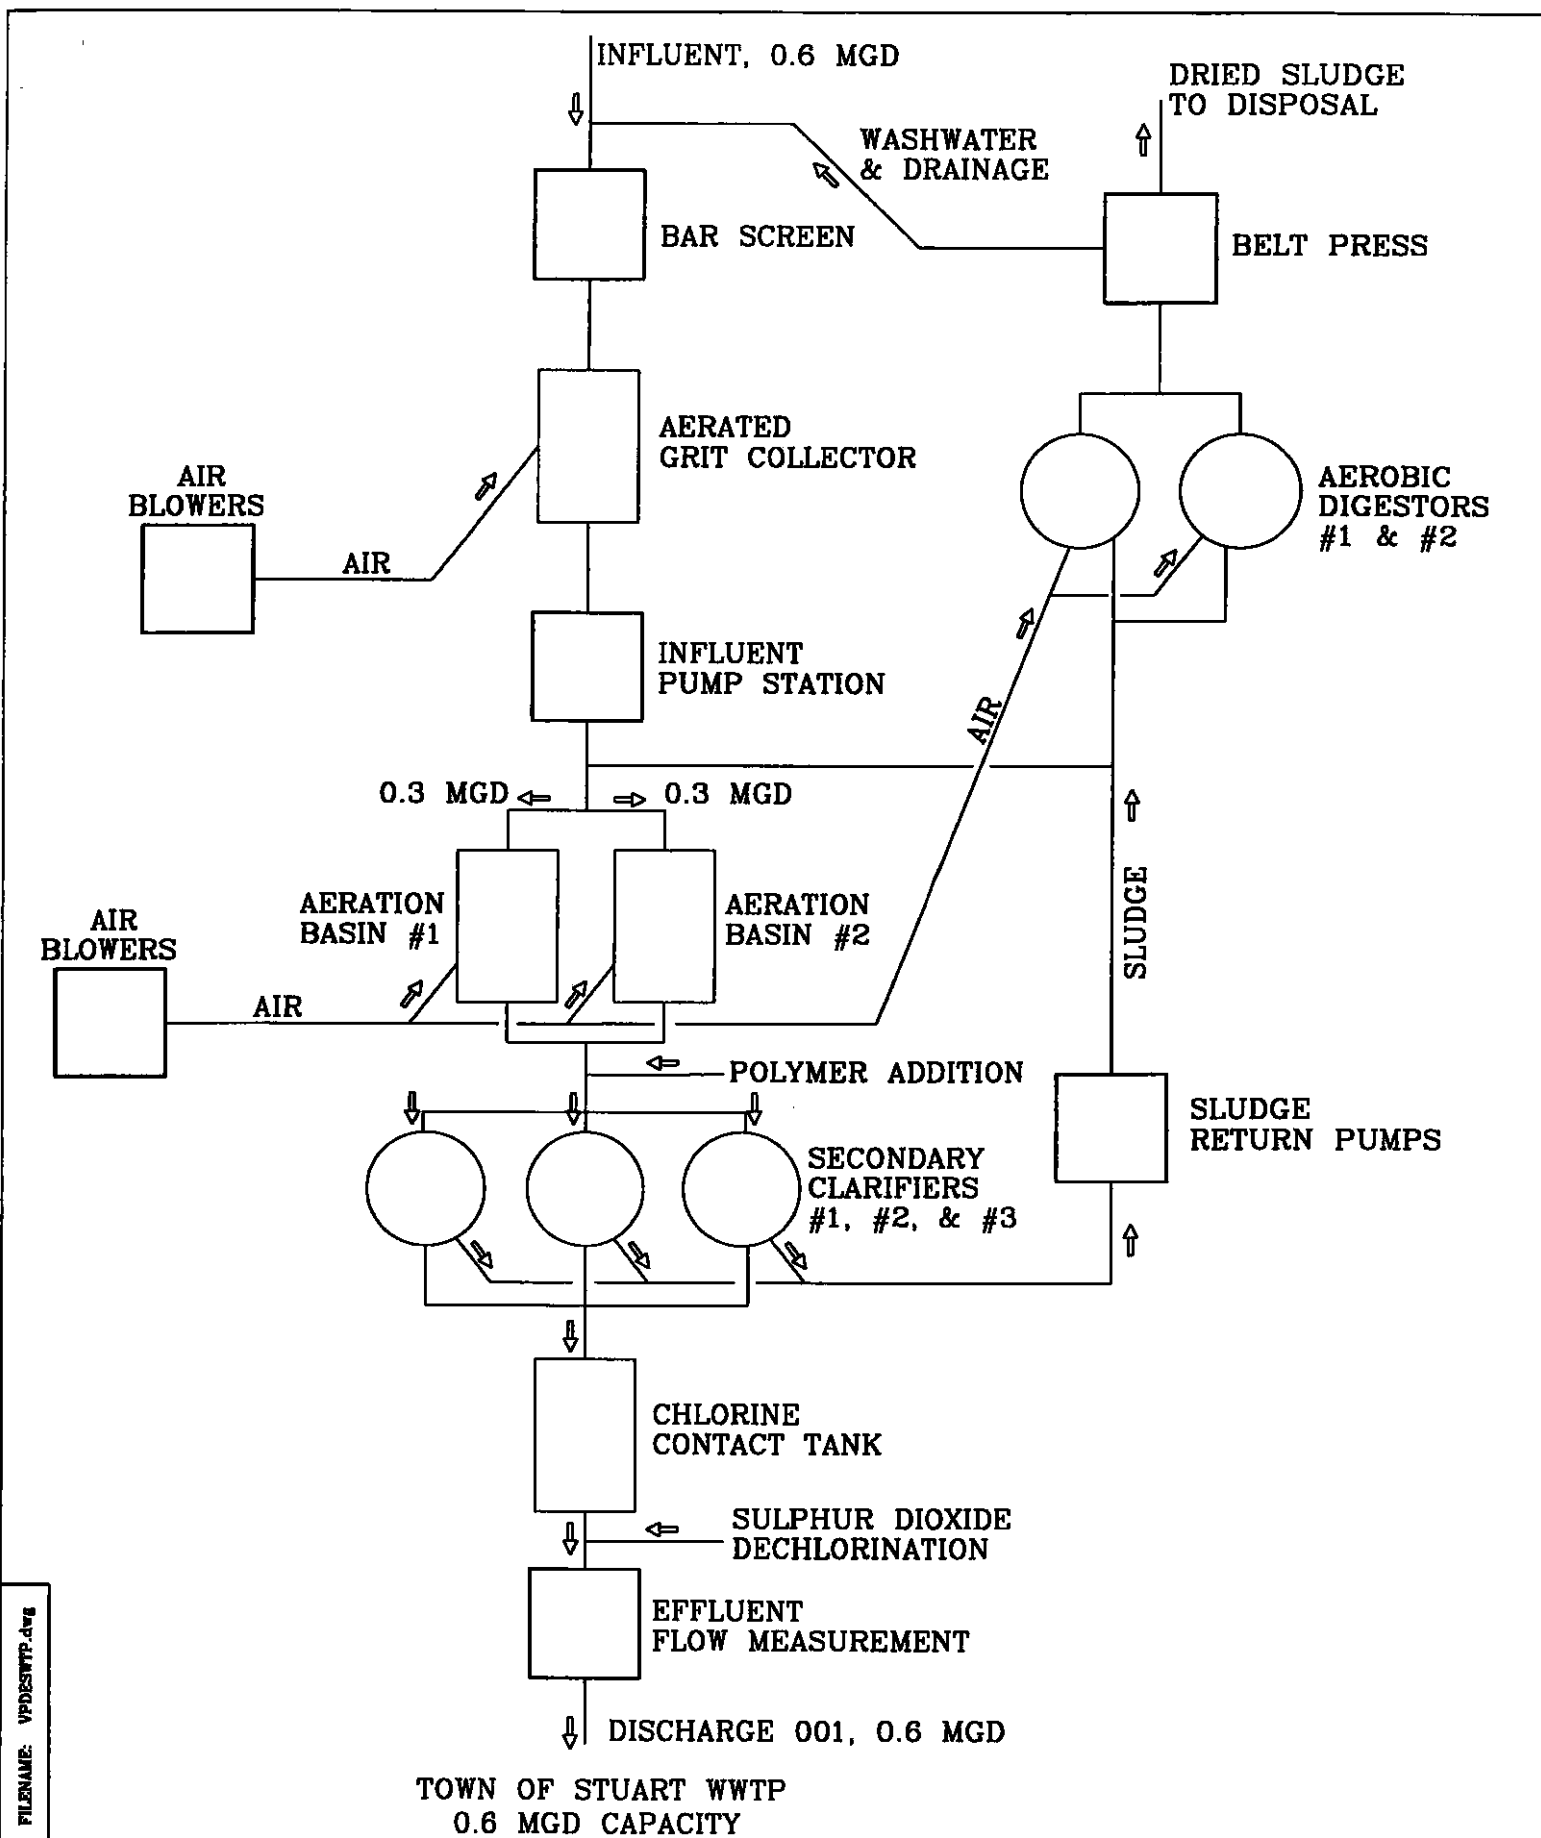 INFLUENT, 0.6 MGD
DRIED SLUDGE
TO DISPOSAL
WASHWATER
& DRAINAGE
BAR SCREEN
BELT PRESS
AERATED
GRIT COLLECTOR
AIR
BLOWERS
AIR
AEROBIC
DIGESTORS
#1 & #2
INFLUENT
PUMP STATION
AIR
0.3 MGD
0.3 MGD
AERATION
BASIN #1
AERATION
BASIN #2
AIR
BLOWERS
AIR
SLUDGE
POLYMER ADDITION
SLUDGE
RETURN PUMPS
SECONDARY
CLARIFIERS
#1, #2, & #3
CHLORINE
CONTACT TANK
SULPHUR DIOXIDE
DECHLORINATION
EFFLUENT
FLOW MEASUREMENT
DISCHARGE 001, 0.6 MGD
TOWN OF STUART WWTP
0.6 MGD CAPACITY
FILENAME: VPDESWTP.dwg